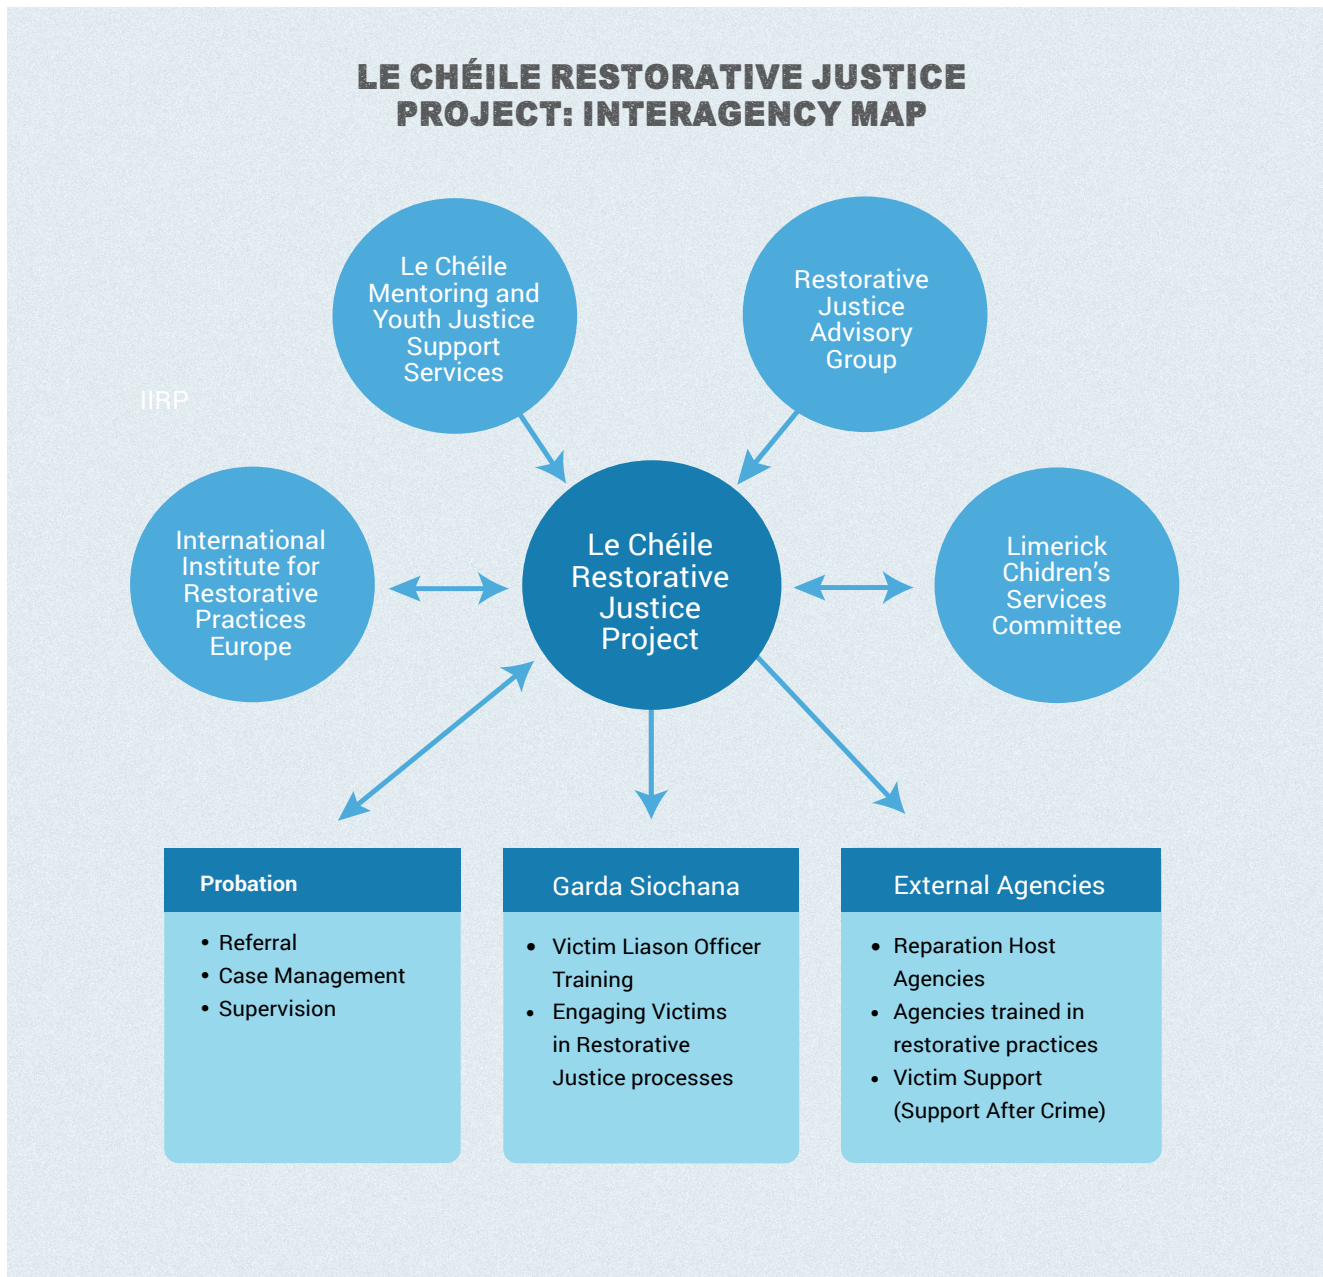 LE CHÉILE RESTORATIVE JUSTICE
PROJECT: INTERAGENCY MAP
Le Chéile
Mentoring and
Youth Justice
Support
Services
Restorative
Justice
Advisory
Group
IIRP
International
Institute for
Restorative
Practices
Europe
Le Chéile
Restorative
Justice
Project
Limerick
Chidren's
Services
Committee
Probation
• Referral
• Case Management
• Supervision
Garda Siochana
• Victim Liason Officer
Training
• Engaging Victims
in Restorative
Justice processes
External Agencies
• Reparation Host
Agencies
• Agencies trained in
restorative practices
• Victim Support
(Support After Crime)